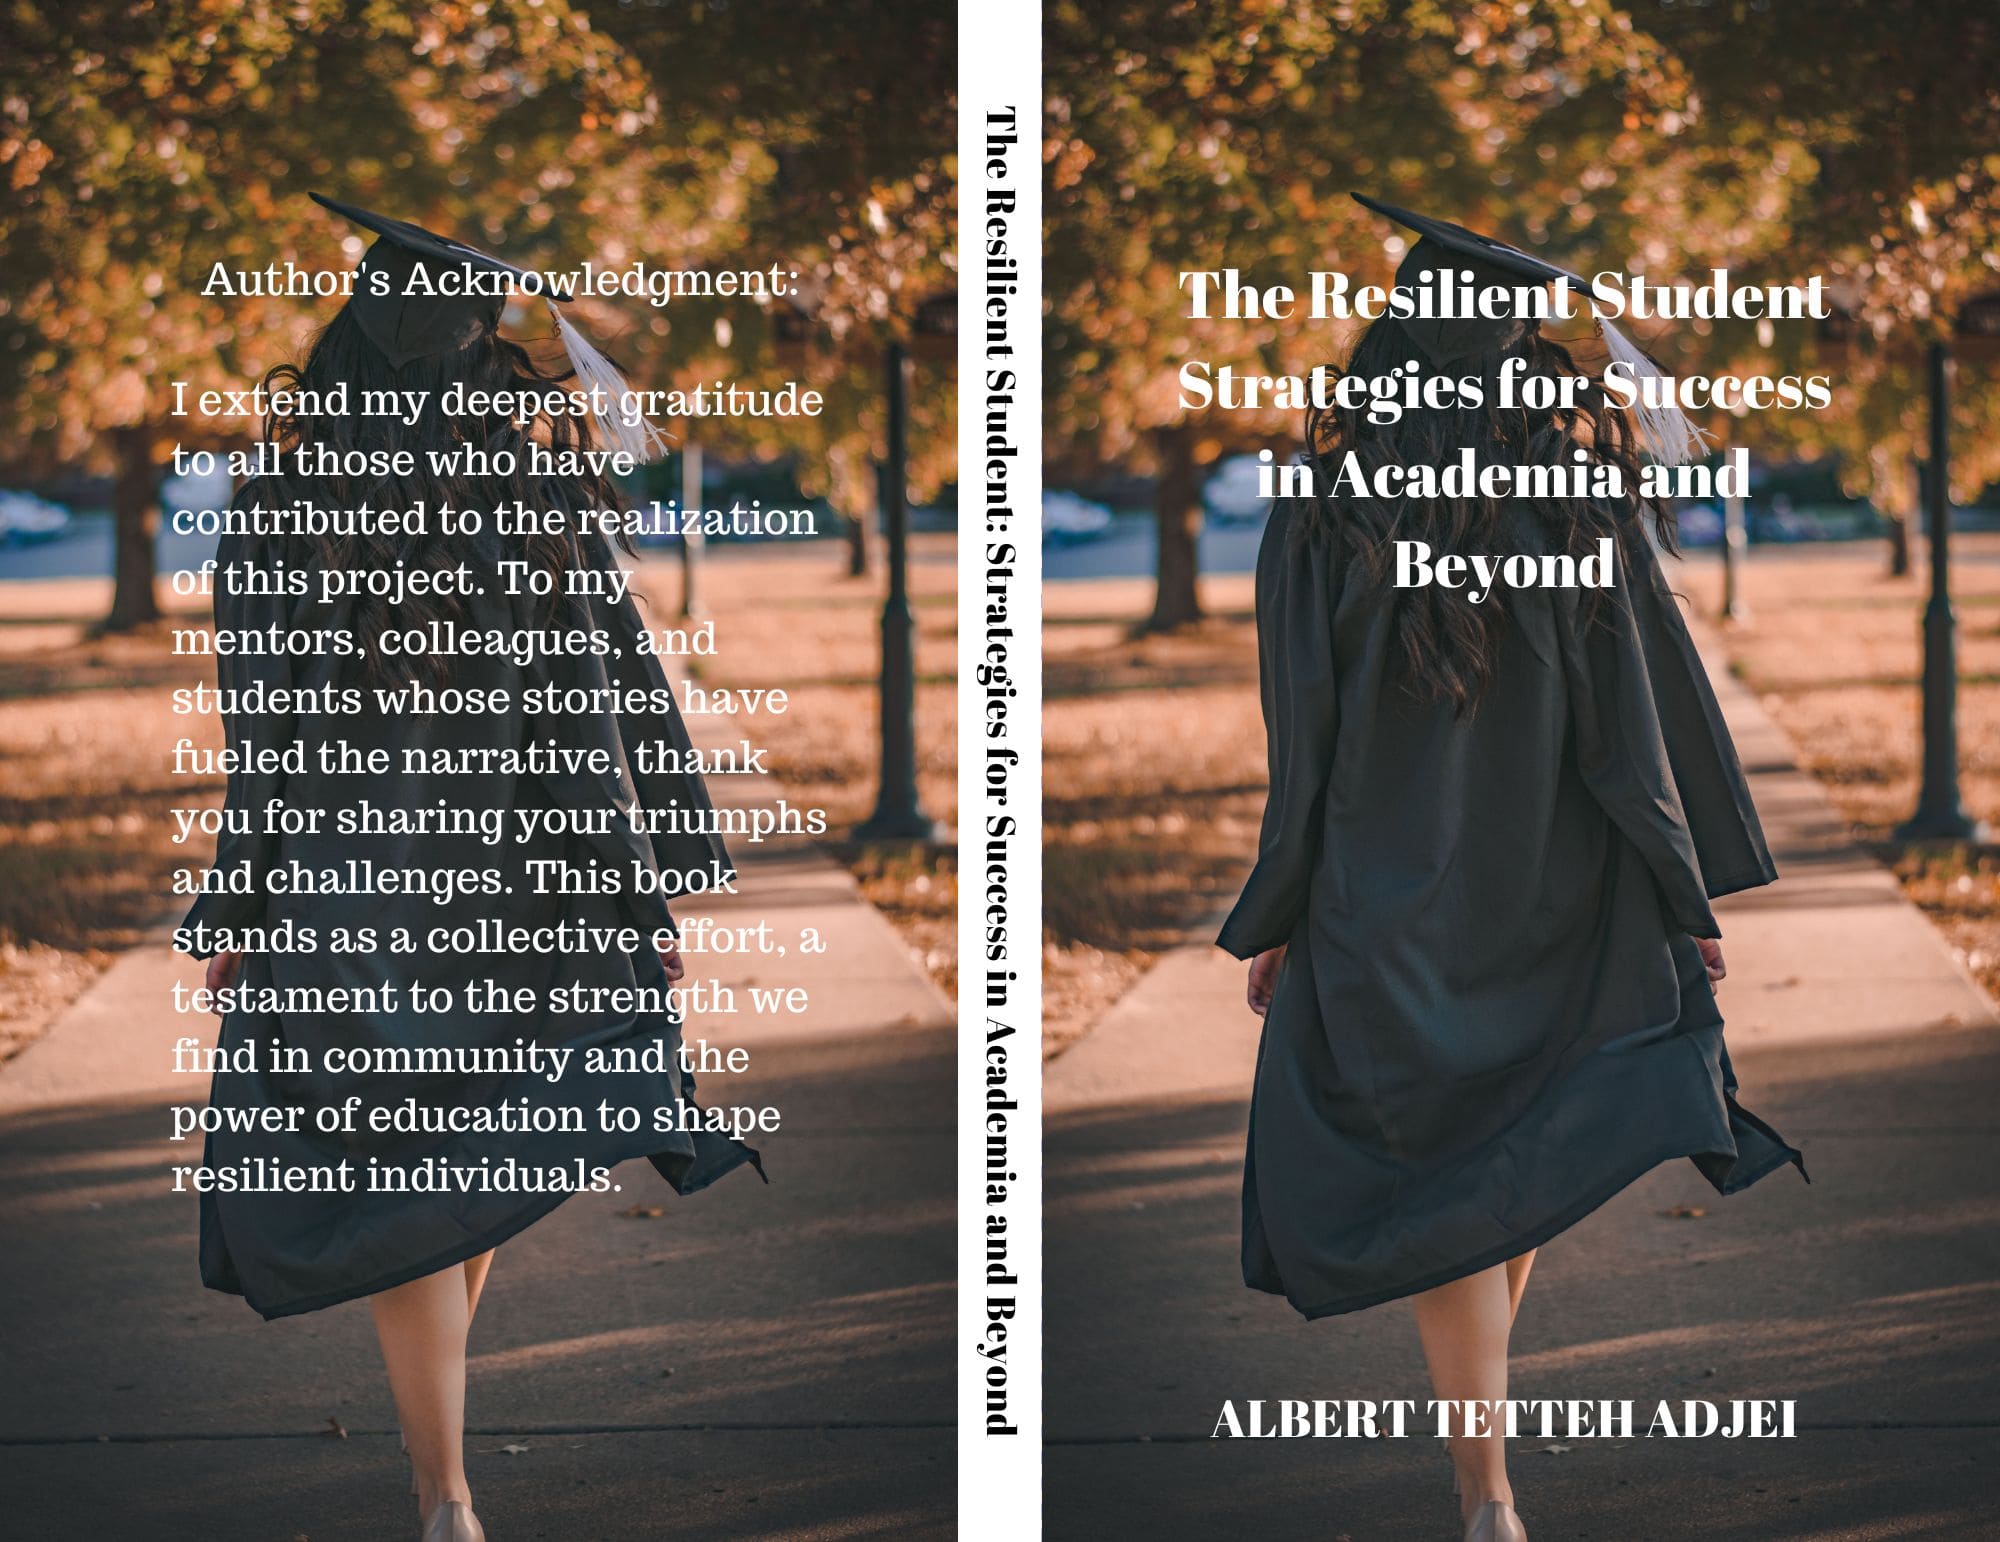 Author's Acknowledgment:
I extend my deepest gratitude
to all those who have
contributed to the realization
of this project. To my
mentors, colleagues, and
students whose stories have
fueled the narrative, thank
you for sharing your triumphs
and challenges. This book
stands as a collective effort, a
testament to the strength we
find in community and the
power of education to shape
resilient individuals.
The Resilient Student: Strategies for Success in Academia and Beyond
The Resilient Student
Strategies for Success
in Academia and
Beyond
ALBERT TETTEH ADJEI